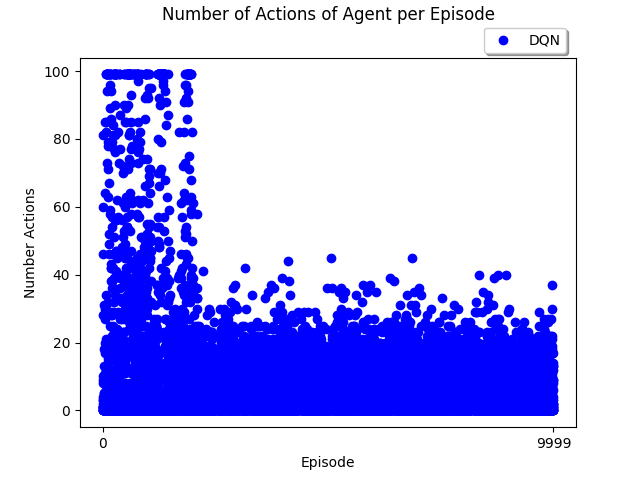 Number of Actions of Agent per Episode
DQN
100
80
60
40
20
0
Number Actions
0
9999
Episode